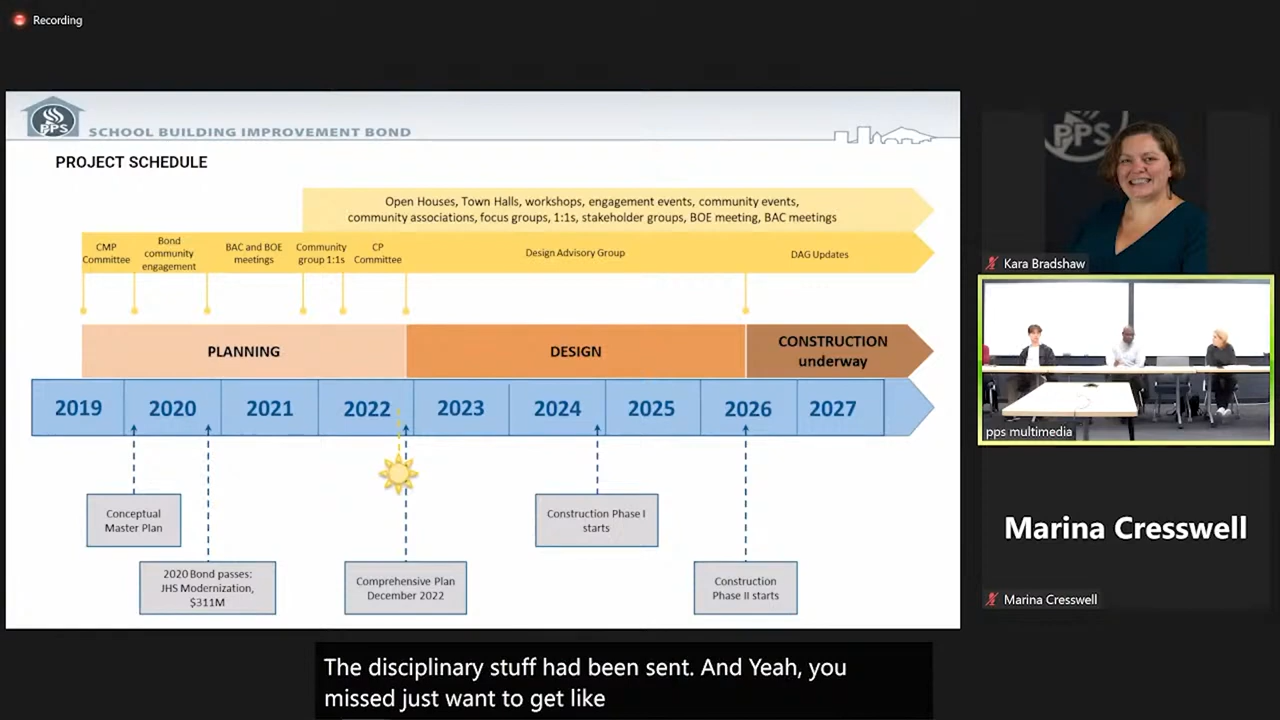 Recording
PPS
SCHOOL BUILDING IMPROVEMENT BOND
PROJECT SCHEDULE
Open Houses, Town Halls, workshops, engagement events, community events,
community associations, focus groups, 1:1s, stakeholder groups, BOE meeting, BAC meetings
CMP
Committee
Bond
community
engagement
BAC and BOE
meetings
Community
group 1:1s
CP
Committee
Design Advisory Group
DAG Updates
PLANNING
DESIGN
CONSTRUCTION
underway
2019
2020
2021
2022
2023
2024
2025
2026
2027
Conceptual
Master Plan
2020 Bond passes:
JHS Modernization,
$311M
Comprehensive Plan
December 2022
Construction Phase I
starts
Construction
Phase II starts
PPS
Kara Bradshaw
pps multimedia
Marina Cresswell
Marina Cresswell
The disciplinary stuff had been sent. And Yeah, you
missed just want to get like